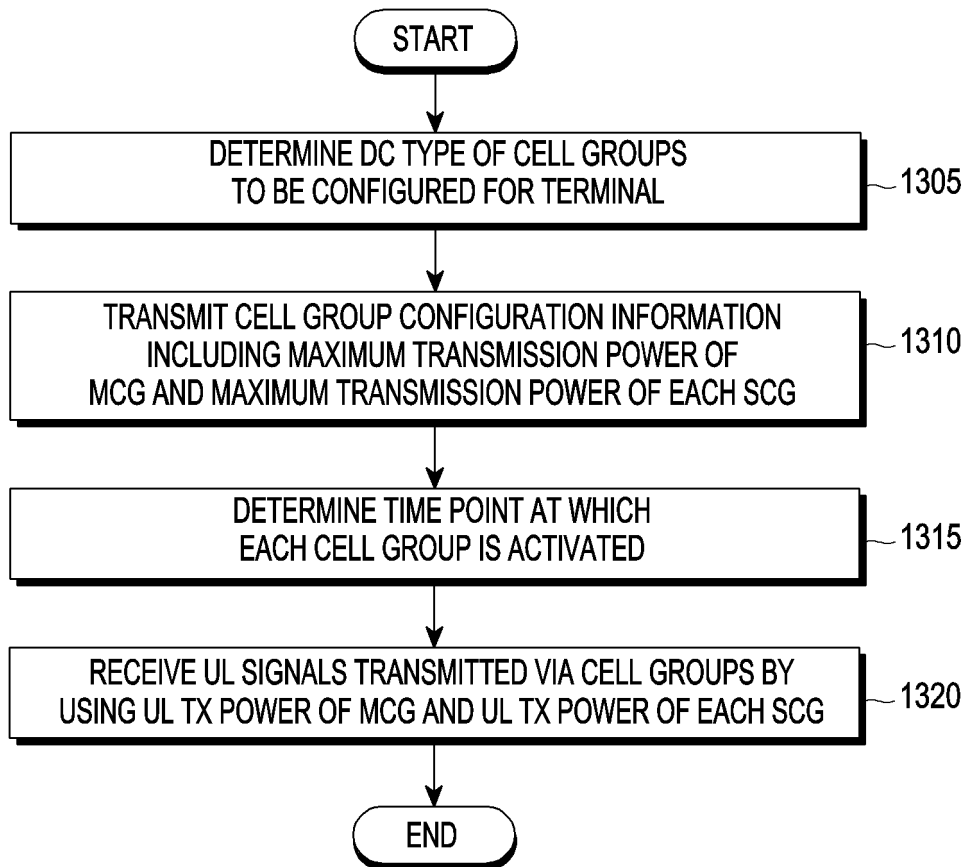 START
DETERMINE DC TYPE OF CELL GROUPS
TO BE CONFIGURED FOR TERMINAL
1305
TRANSMIT CELL GROUP CONFIGURATION INFORMATION
INCLUDING MAXIMUM TRANSMISSION POWER OF
MCG AND MAXIMUM TRANSMISSION POWER OF EACH SCG
1310
DETERMINE TIME POINT AT WHICH
EACH CELL GROUP IS ACTIVATED
1315
RECEIVE UL SIGNALS TRANSMITTED VIA CELL GROUPS BY
USING UL TX POWER OF MCG AND UL TX POWER OF EACH SCG
1320
END